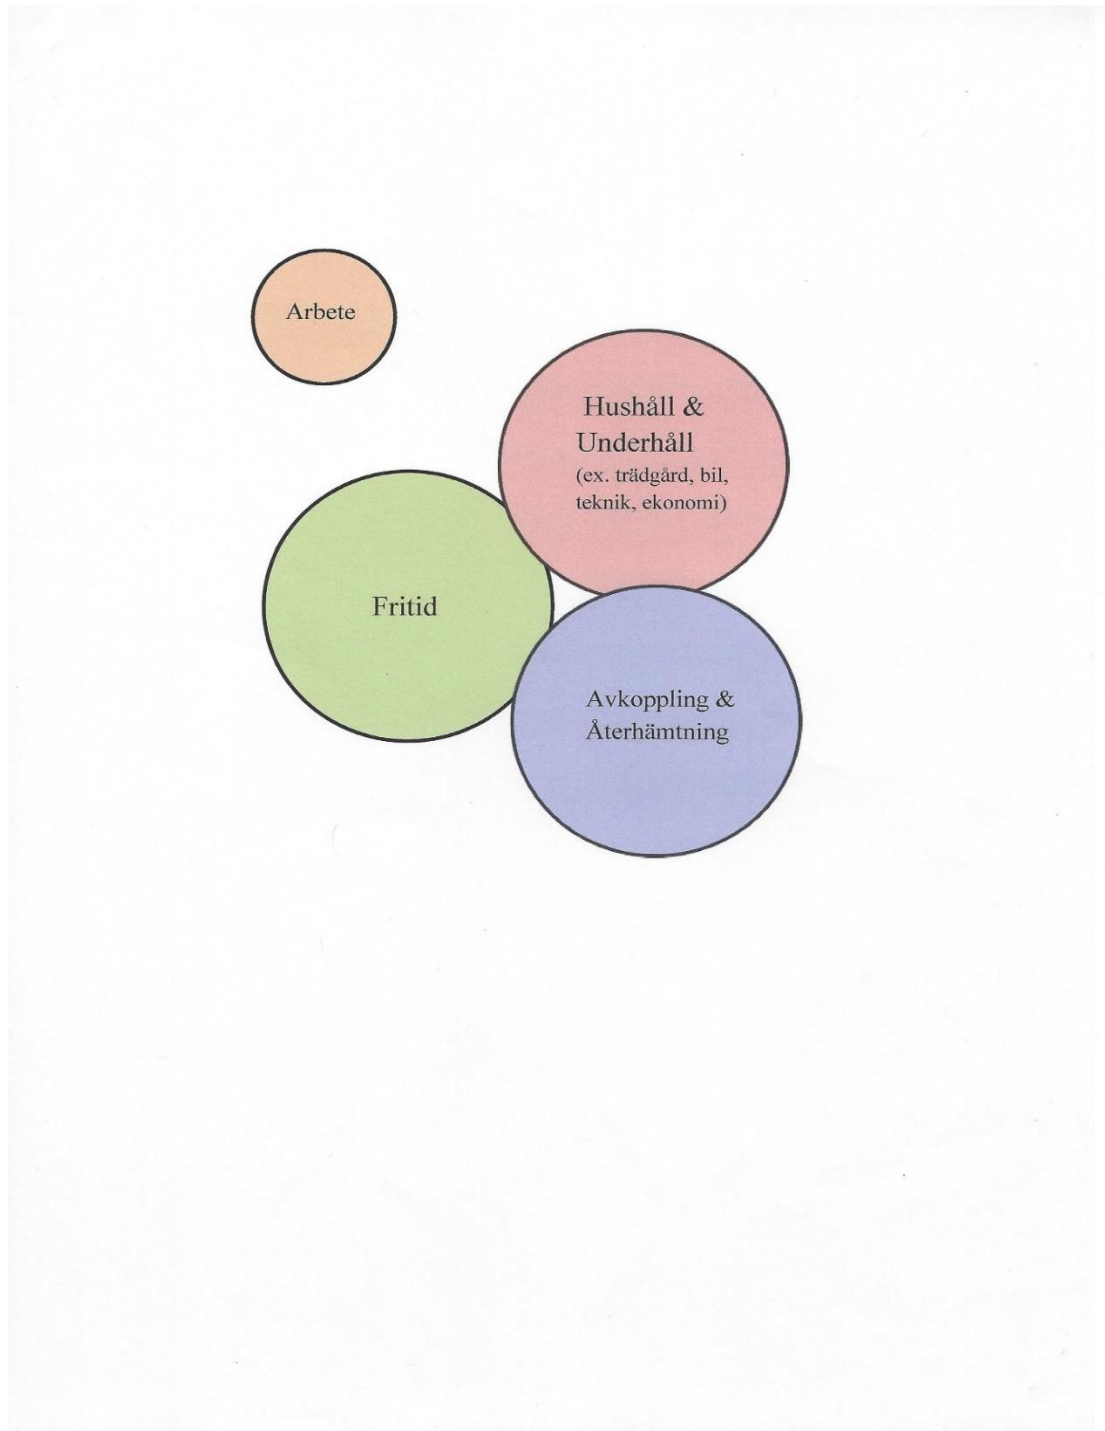 Arbete
Hushåll &
Underhåll
(ex. trädgård, bil,
teknik, ekonomi)
Fritid
Avkoppling &
Återhämtning